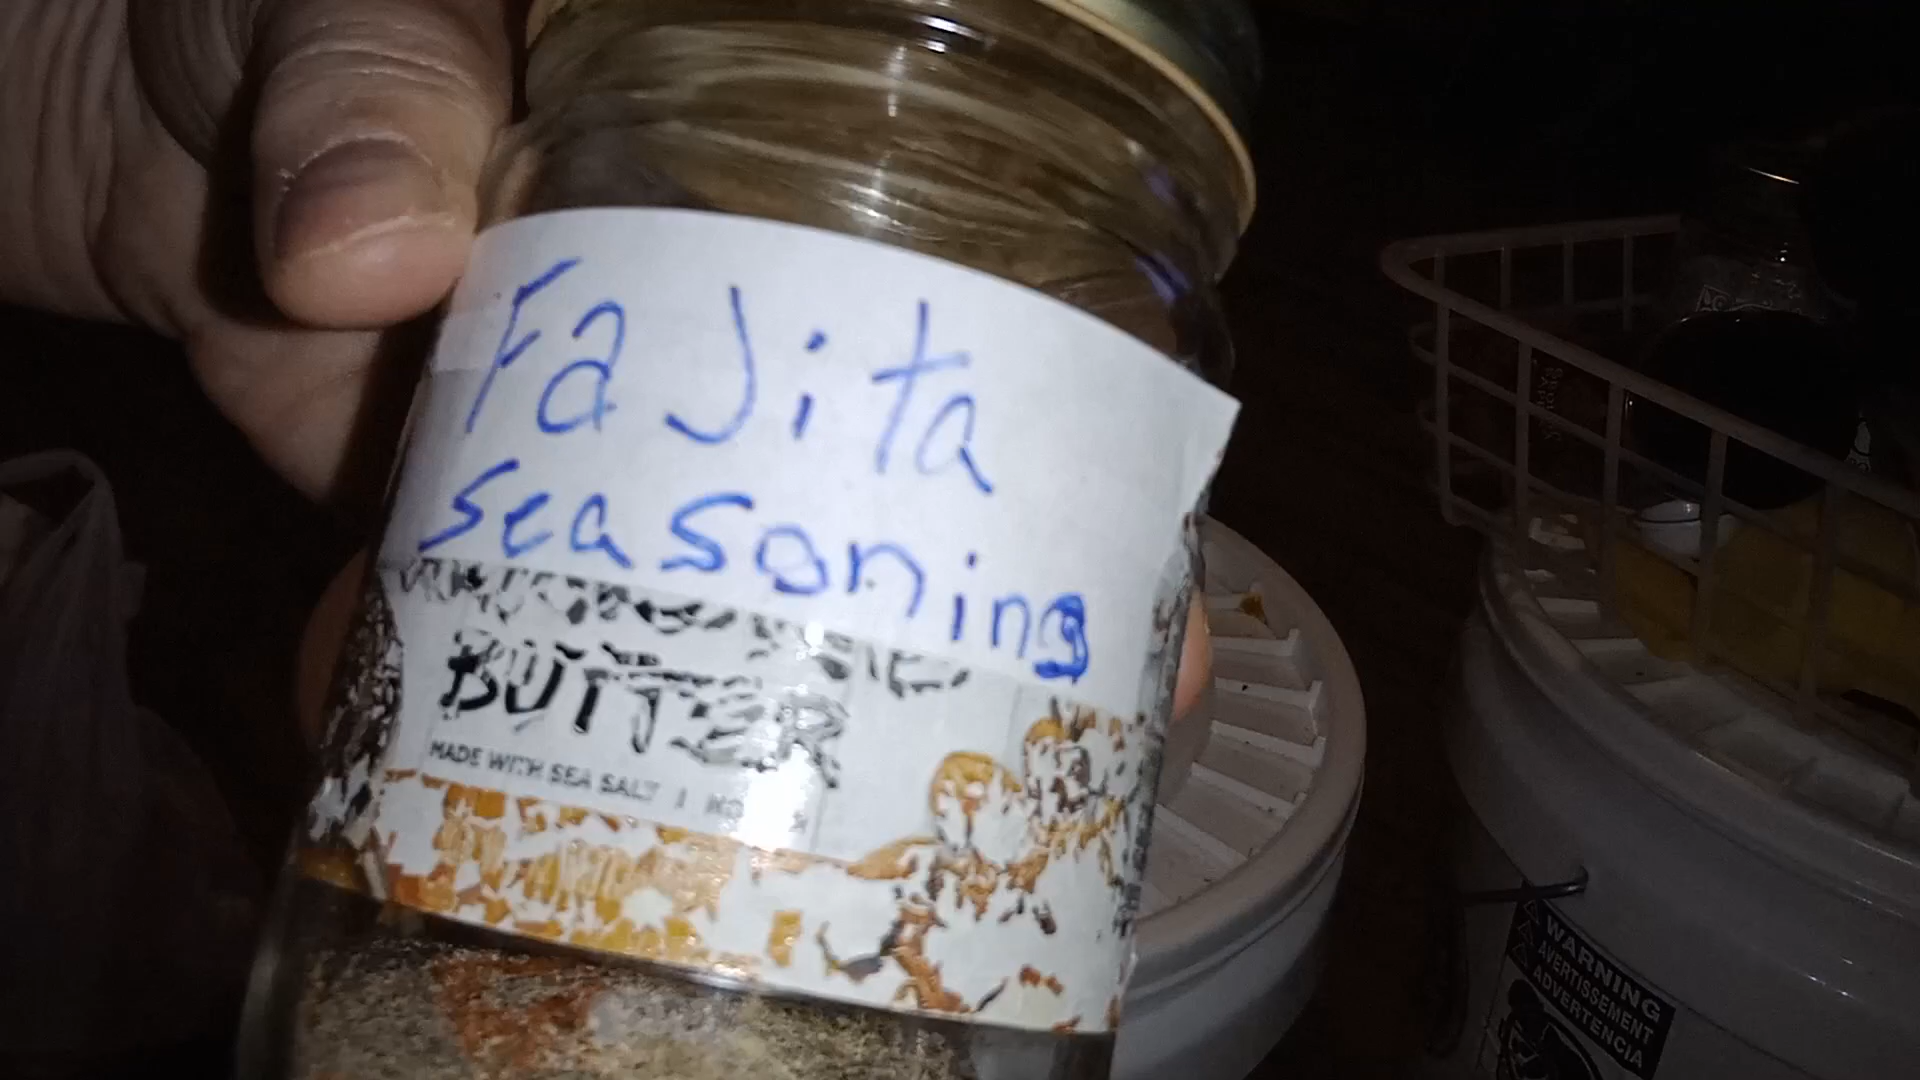 FaJita
seasoning
BUTTER
MADE WITH SEA SALT |
WARNING
AVERTISSEMENT
ADVERTENCIA